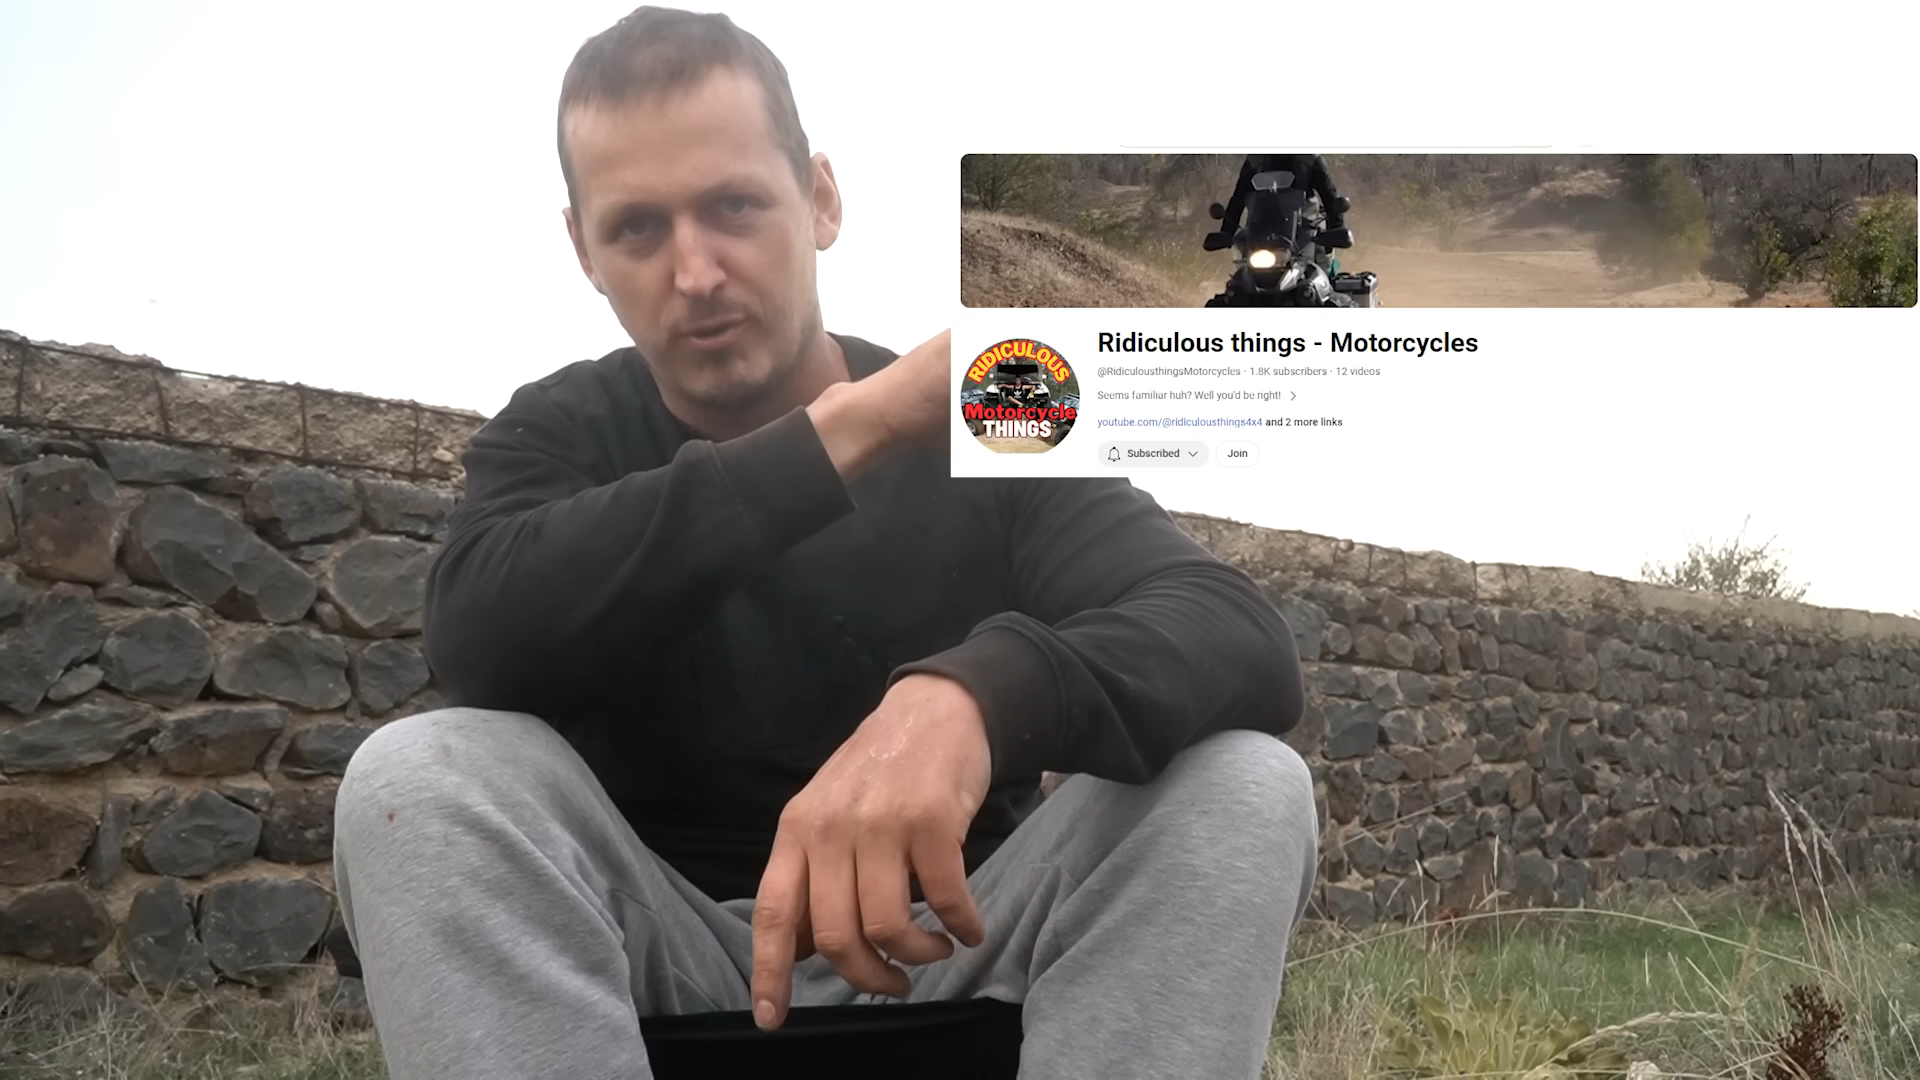 Ridiculous things - Motorcycles
@RidiculousthingsMotorcycles · 1.8K subscribers · 12 videos
Seems familiar huh? Well you'd be right!
youtube.com/@ridiculousthings4x4 and 2 more links
Subscribed
Join
RIDICULOUS
Motorcycle
THINGS